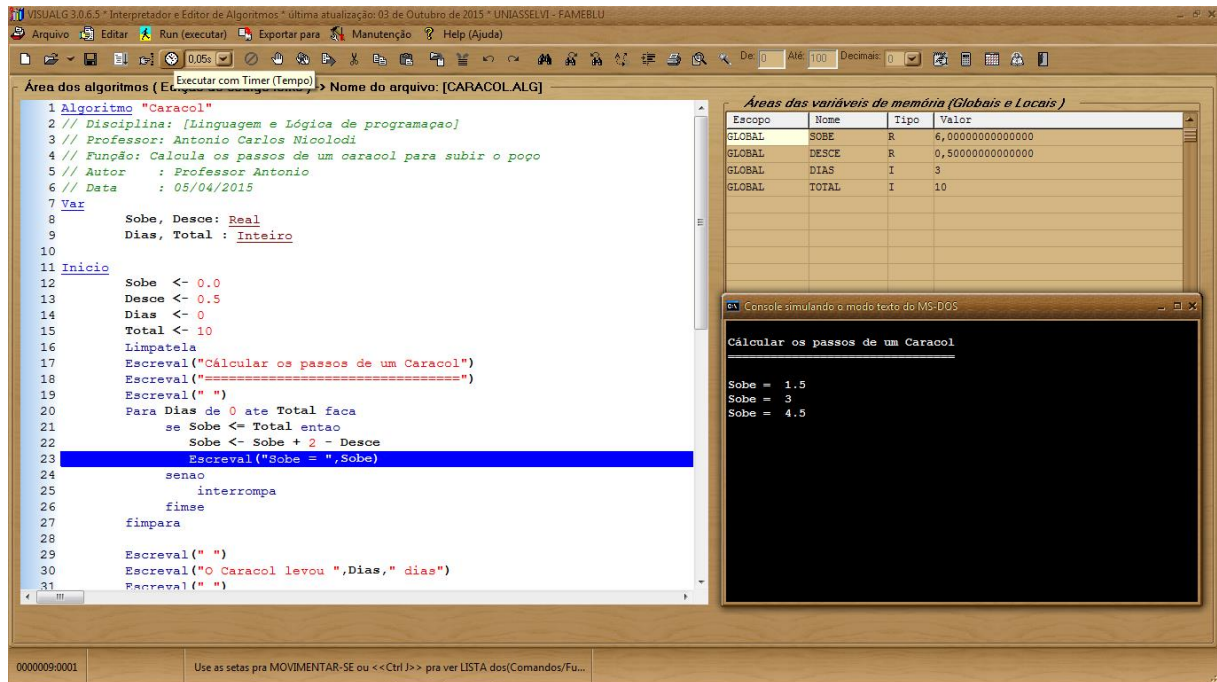 VISUALG 3.0.6.5 * Interpretador e Editor de Algoritmos * última atualização: 03 de Outubro de 2015 * UNIASSELVI - FAMEBLU
Arquivo Editar Run (executar) Exportar para Manutenção Help (Ajuda)
0,05s De: 0 Até: 100 Decimais: 0
Executar com Timer (Tempo)
Área dos algoritmos ( -> Nome do arquivo: [CARACOL.ALG]
1 Algoritmo "Caracol"
2 // Disciplina: [Linguagem e Lógica de programaçao]
3 // Professor: Antonio Carlos Nicolodi
4 // Função: Calcula os passos de um caracol para subir o poço
5 // Autor : Professor Antonio
6 // Data : 05/04/2015
7 Var
8 Sobe, Desce: Real
9 Dias, Total : Inteiro
10
11 Inicio
12 Sobe <- 0.0
13 Desce <- 0.5
14 Dias <- 0
15 Total <- 10
16 Limpatela
17 Escreval("Cálcular os passos de um Caracol")
18 Escreval("================================")
19 Escreval(" ")
20 Para Dias de 0 ate Total faca
21 se Sobe <= Total entao
22 Sobe <- Sobe + 2 - Desce
23 Escreval("Sobe = ",Sobe)
24 senao
25 interrompa
26 fimse
27 fimpara
28
29 Escreval(" ")
30 Escreval("O Caracol levou ",Dias," dias")
31 Escreval(" ")
Áreas das variáveis de memória (Globais e Locais )
Escopo Nome Tipo Valor
GLOBAL SOBE R 6,00000000000000
GLOBAL DESCE R 0,50000000000000
GLOBAL DIAS I 3
GLOBAL TOTAL I 10
Console simulando o modo texto do MS-DOS
Cálcular os passos de um Caracol
================================
Sobe = 1.5
Sobe = 3
Sobe = 4.5
0000009:0001 Use as setas pra MOVIMENTAR-SE ou <<Ctrl J>> pra ver LISTA dos(Comandos/Fu...